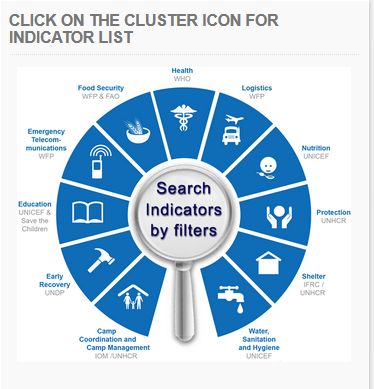 CLICK ON THE CLUSTER ICON FOR
INDICATOR LIST
Health
WHO
Food Security
WFP & FAO
Logistics
WFP
Emergency
Telecom-
munications
WFP
Nutrition
UNICEF
Education
UNICEF &
Save the
Children
Search
Indicators
by filters
Protection
UNHCR
Early
Recovery
UNDP
Shelter
IFRC /
UNHCR
Camp
Coordination and
Camp Management
IOM /UNHCR
Water,
Sanitation
and Hygiene
UNICEF